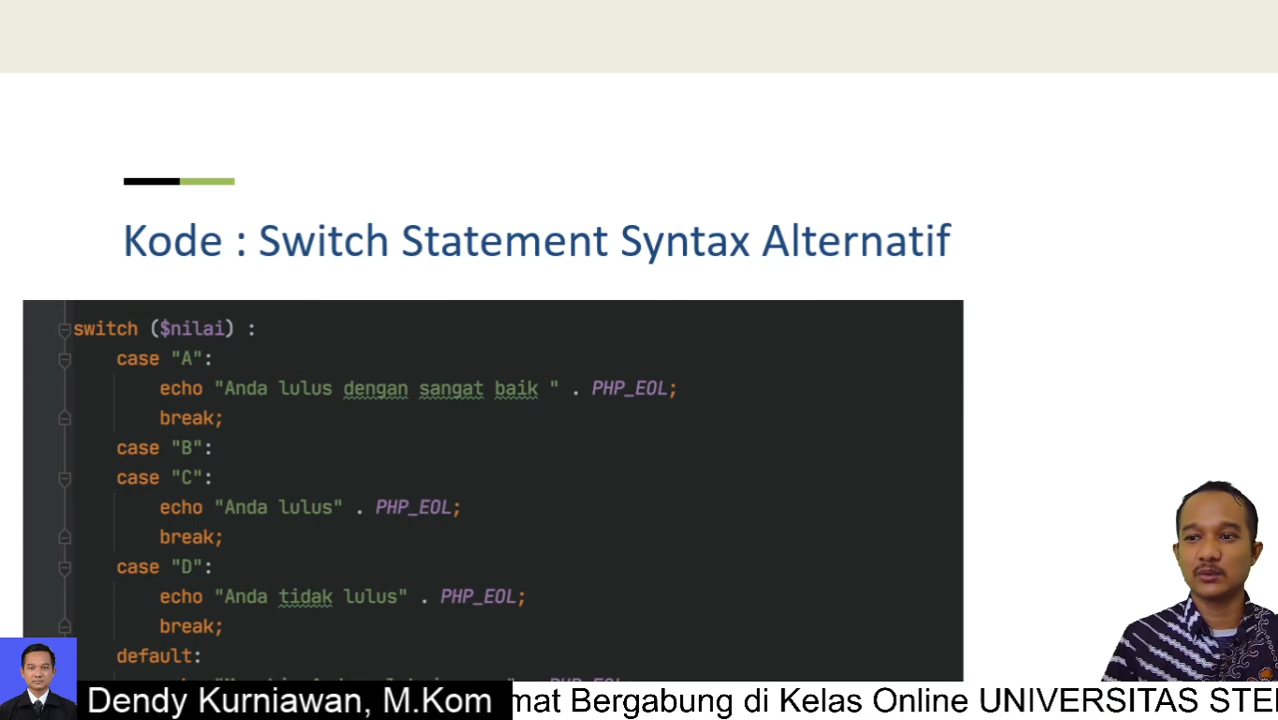 Kode : Switch Statement Syntax Alternatif
switch ($nilai) :
case "A":
echo "Anda lulus dengan sangat baik " . PHP_EOL;
break;
case "B":
case "C":
echo "Anda lulus" . PHP_EOL;
break;
case "D":
echo "Anda tidak lulus" . PHP_EOL;
break;
default:
Dendy Kurniawan, M.Kom
mat Bergabung di Kelas Online UNIVERSITAS STE